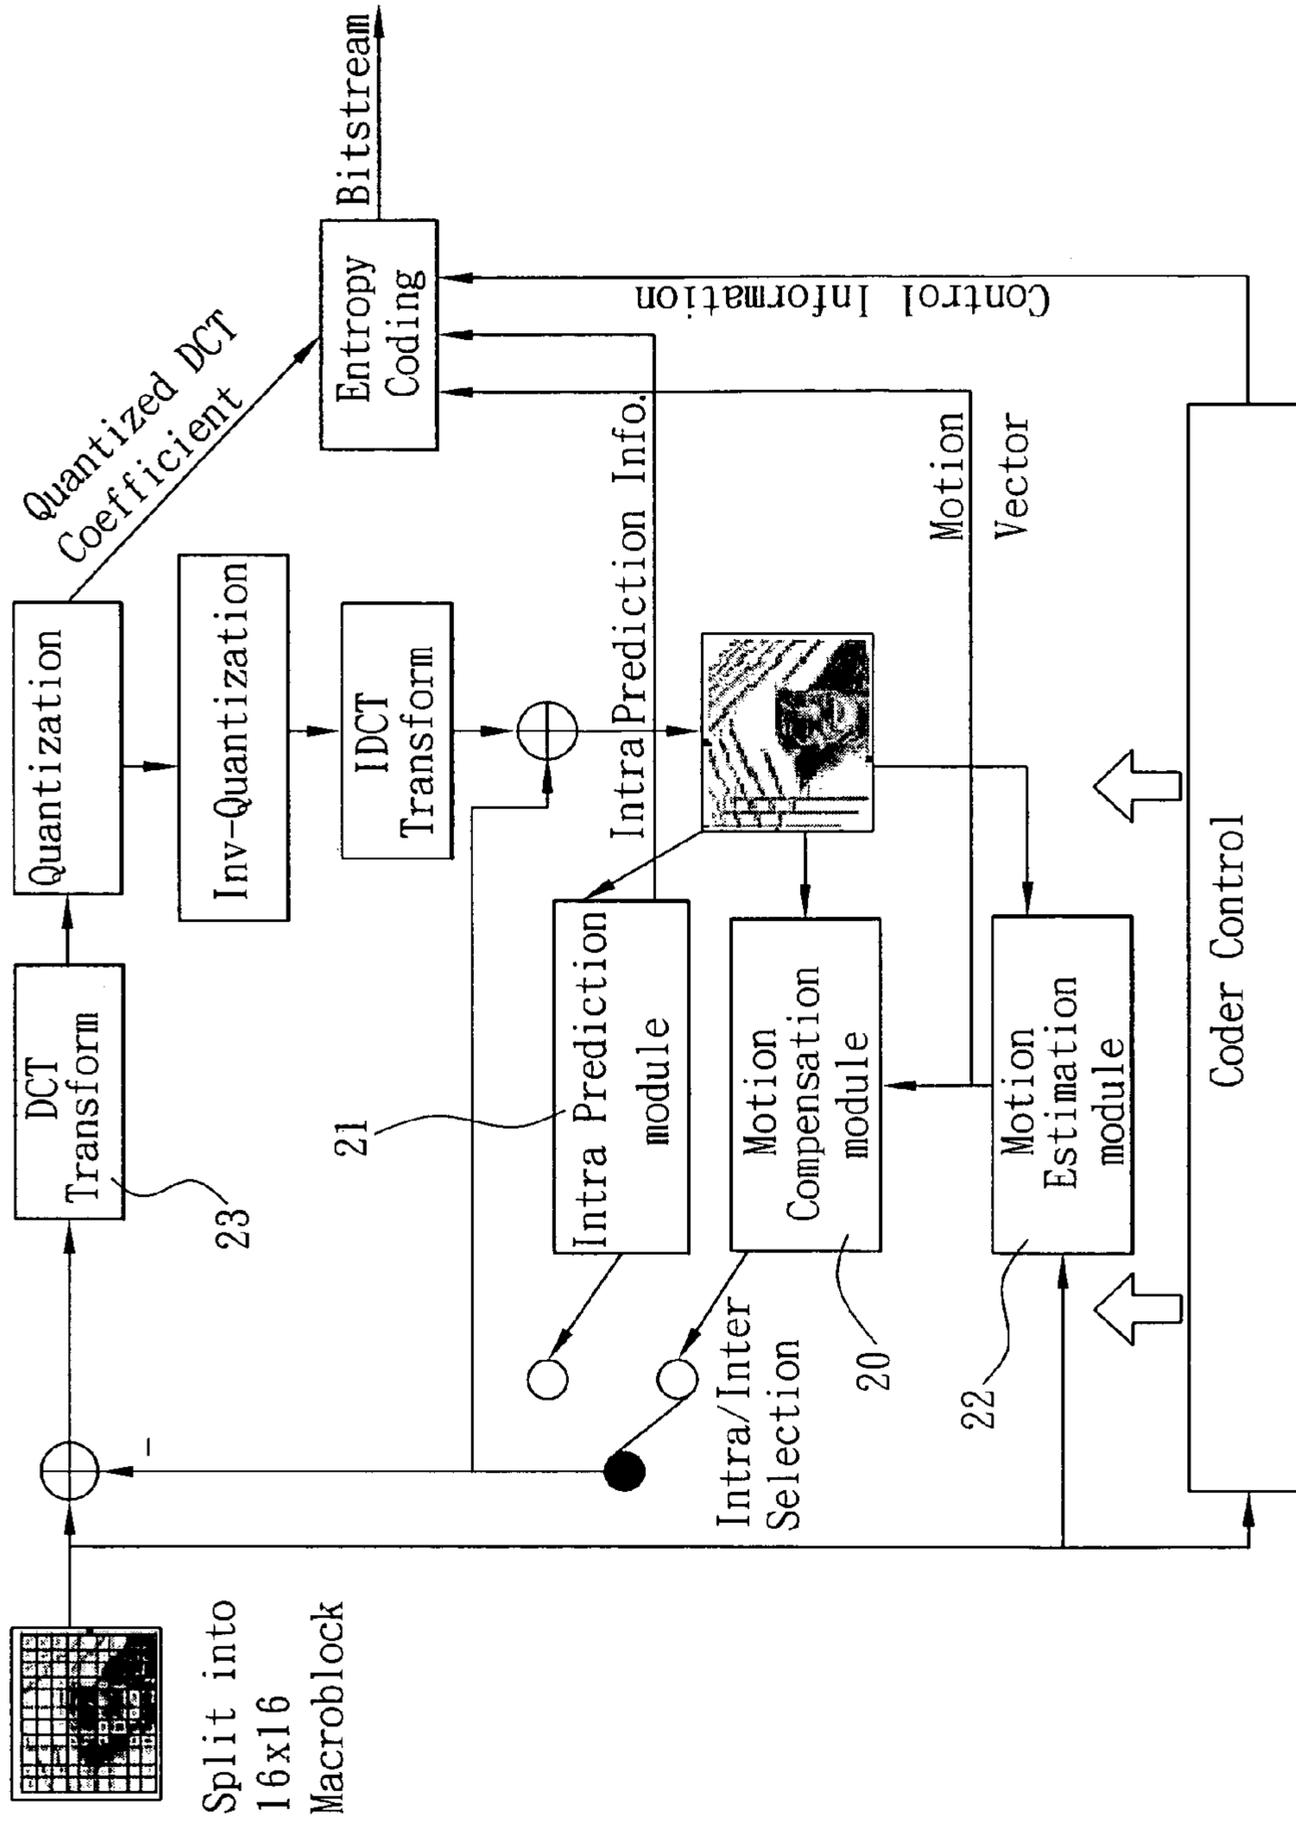 Split into
16x16
Macroblock
DCT
Transform
23
Quantization
Quantized DCT
Coefficient
Inv-Quantization
IDCT
Transform
Entropy
Coding
Bitstream
21
Intra Prediction
module
Intra Prediction Info.
Control Information
Intra/Inter
Selection
Motion
Compensation
module
20
Motion
Vector
Motion
Estimation
module
22
Coder Control